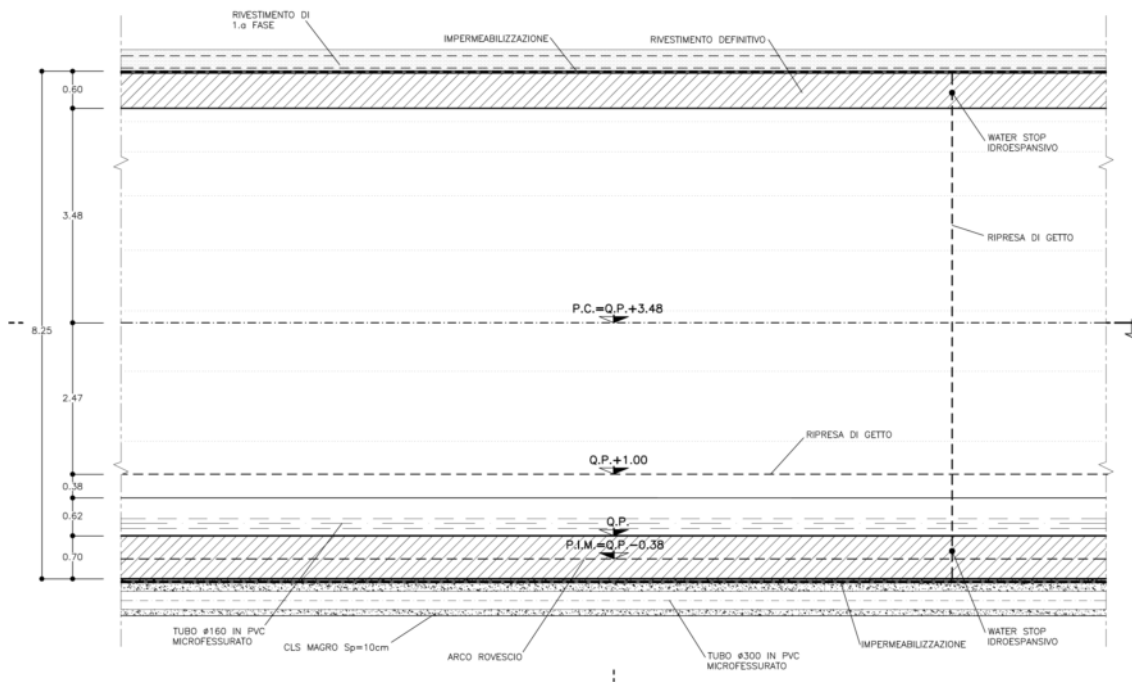 RIVESTIMENTO DI
1.a FASE
IMPERMEABILIZZAZIONE
RIVESTIMENTO DEFINITIVO
0.60
WATER STOP
IDROESPANSIVO
3.48
RIPRESA DI GETTO
P.C.=Q.P.+3.48
8.25
2.47
RIPRESA DI GETTO
Q.P.+1.00
0.38
0.62
Q.P.
P.I.M.=Q.P.-0.38
0.70
TUBO ø160 IN PVC
MICROFESSURATO
CLS MAGRO Sp=10cm
ARCO ROVESCIO
TUBO ø300 IN PVC
MICROFESSURATO
IMPERMEABILIZZAZIONE
WATER STOP
IDROESPANSIVO